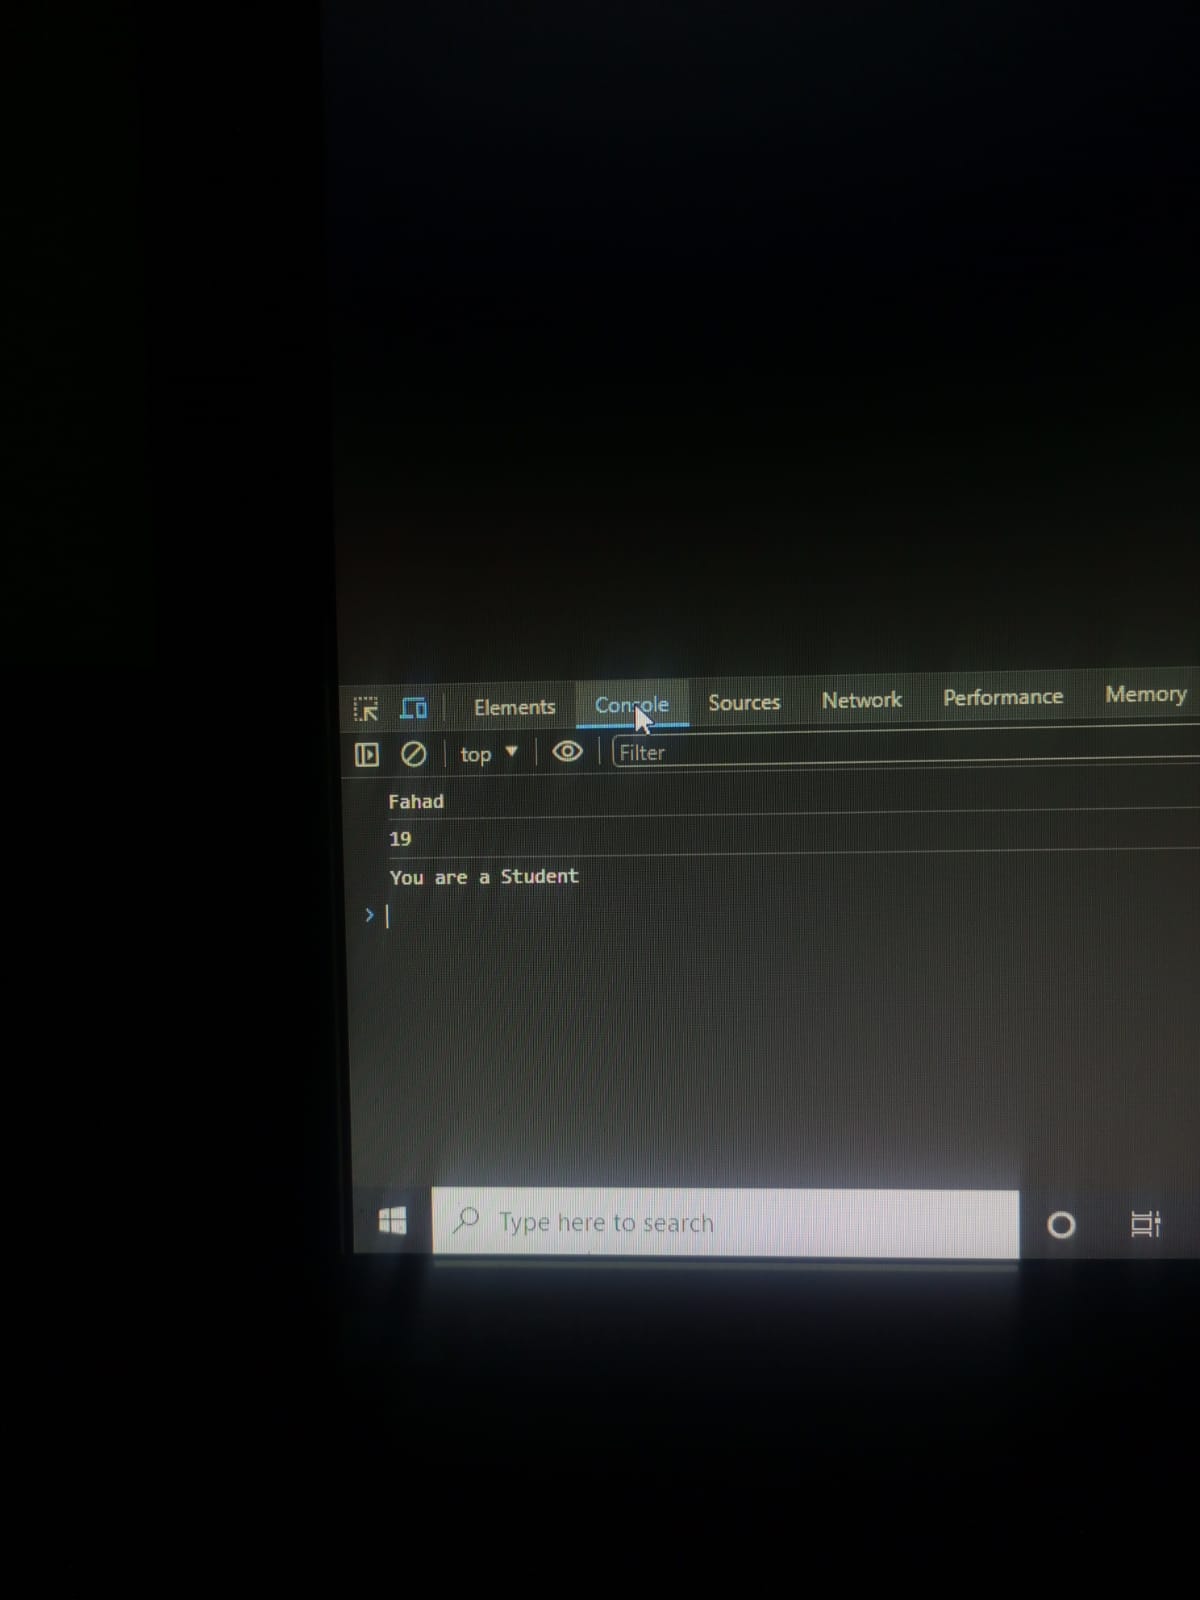 Elements Console Sources Network Performance Memory
top Filter
Fahad
19
You are a Student
Type here to search